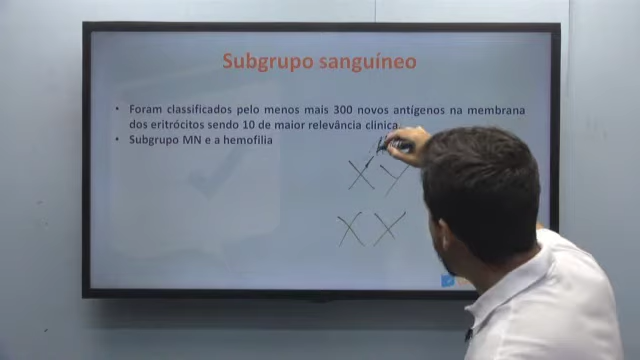 Subgrupo sanguíneo
• Foram classificados pelo menos mais 300 novos antígenos na membrana
dos eritrócitos sendo 10 de maior relevância clínica.
• Subgrupo MN e a hemofilia
X
X X